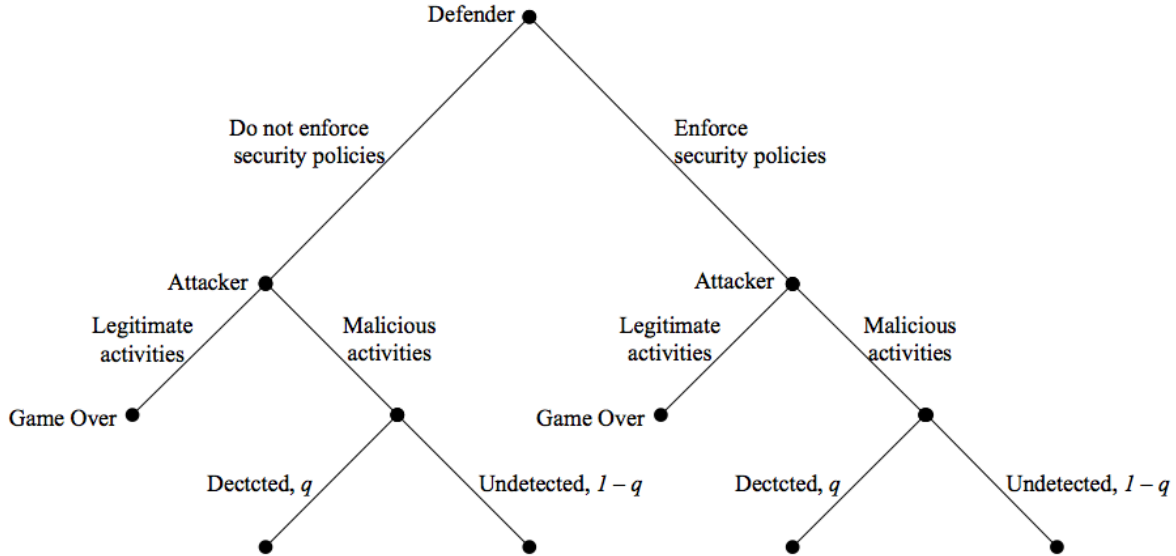 Defender
Do not enforce
security policies
Enforce
security policies
Attacker
Attacker
Legitimate
activities
Malicious
activities
Legitimate
activities
Malicious
activities
Game Over
Game Over
Dectcted, q
Undetected, 1 – q
Dectcted, q
Undetected, 1 – q